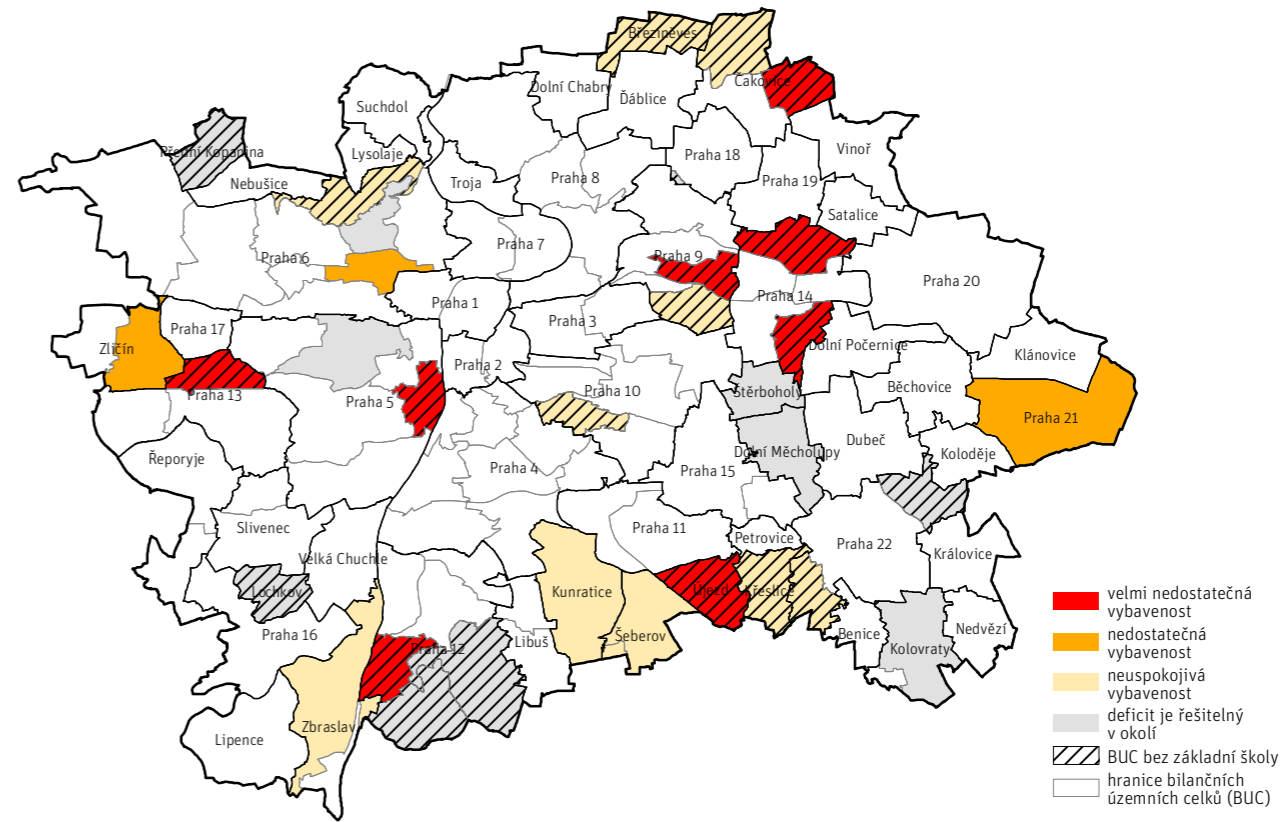 Březiněves
Dolní Chabry
Ďáblice
Čakovice
Suchdol
Přední Kopanina
Lysolaje
Nebušice
Troja
Praha 8
Praha 18
Vinoř
Praha 19
Satalice
Praha 7
Praha 9
Praha 6
Praha 20
Praha 1
Praha 14
Praha 3
Praha 17
Zličín
Dolní Počernice
Klánovice
Praha 2
Praha 13
Praha 5
Praha 10
Štěrboholy
Běchovice
Praha 21
Řeporyje
Praha 4
Praha 15
Dolní Měcholupy
Dubeč
Koloděje
Slivenec
Velká Chuchle
Praha 11
Petrovice
Praha 22
Královice
Lochkov
Kunratice
Újezd
Křeslice
Praha 16
Praha 12
Libuš
Šeberov
Benice
Kolovraty
Nedvězí
Zbraslav
Lipence
velmi nedostatečná
vybavenost
nedostatečná
vybavenost
neuspokojivá
vybavenost
deficit je řešitelný
v okolí
BUC bez základní školy
hranice bilančních
územních celků (BUC)